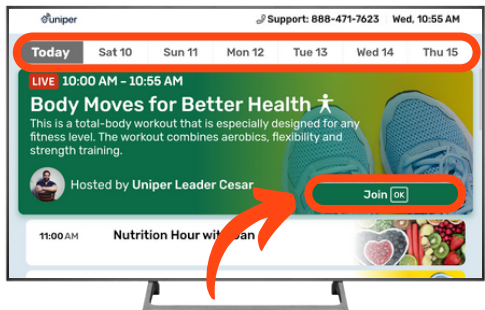 uniper
Support: 888-471-7623 Wed, 10:55 AM
Today Sat 10 Sun 11 Mon 12 Tue 13 Wed 14 Thu 15
LIVE 10:00 AM – 10:55 AM
Body Moves for Better Health
This is a total-body workout that is especially designed for any
fitness level. The workout combines aerobics, flexibility and
strength training.
Hosted by Uniper Leader Cesar
Join OK
11:00 AM Nutrition Hour with Dan